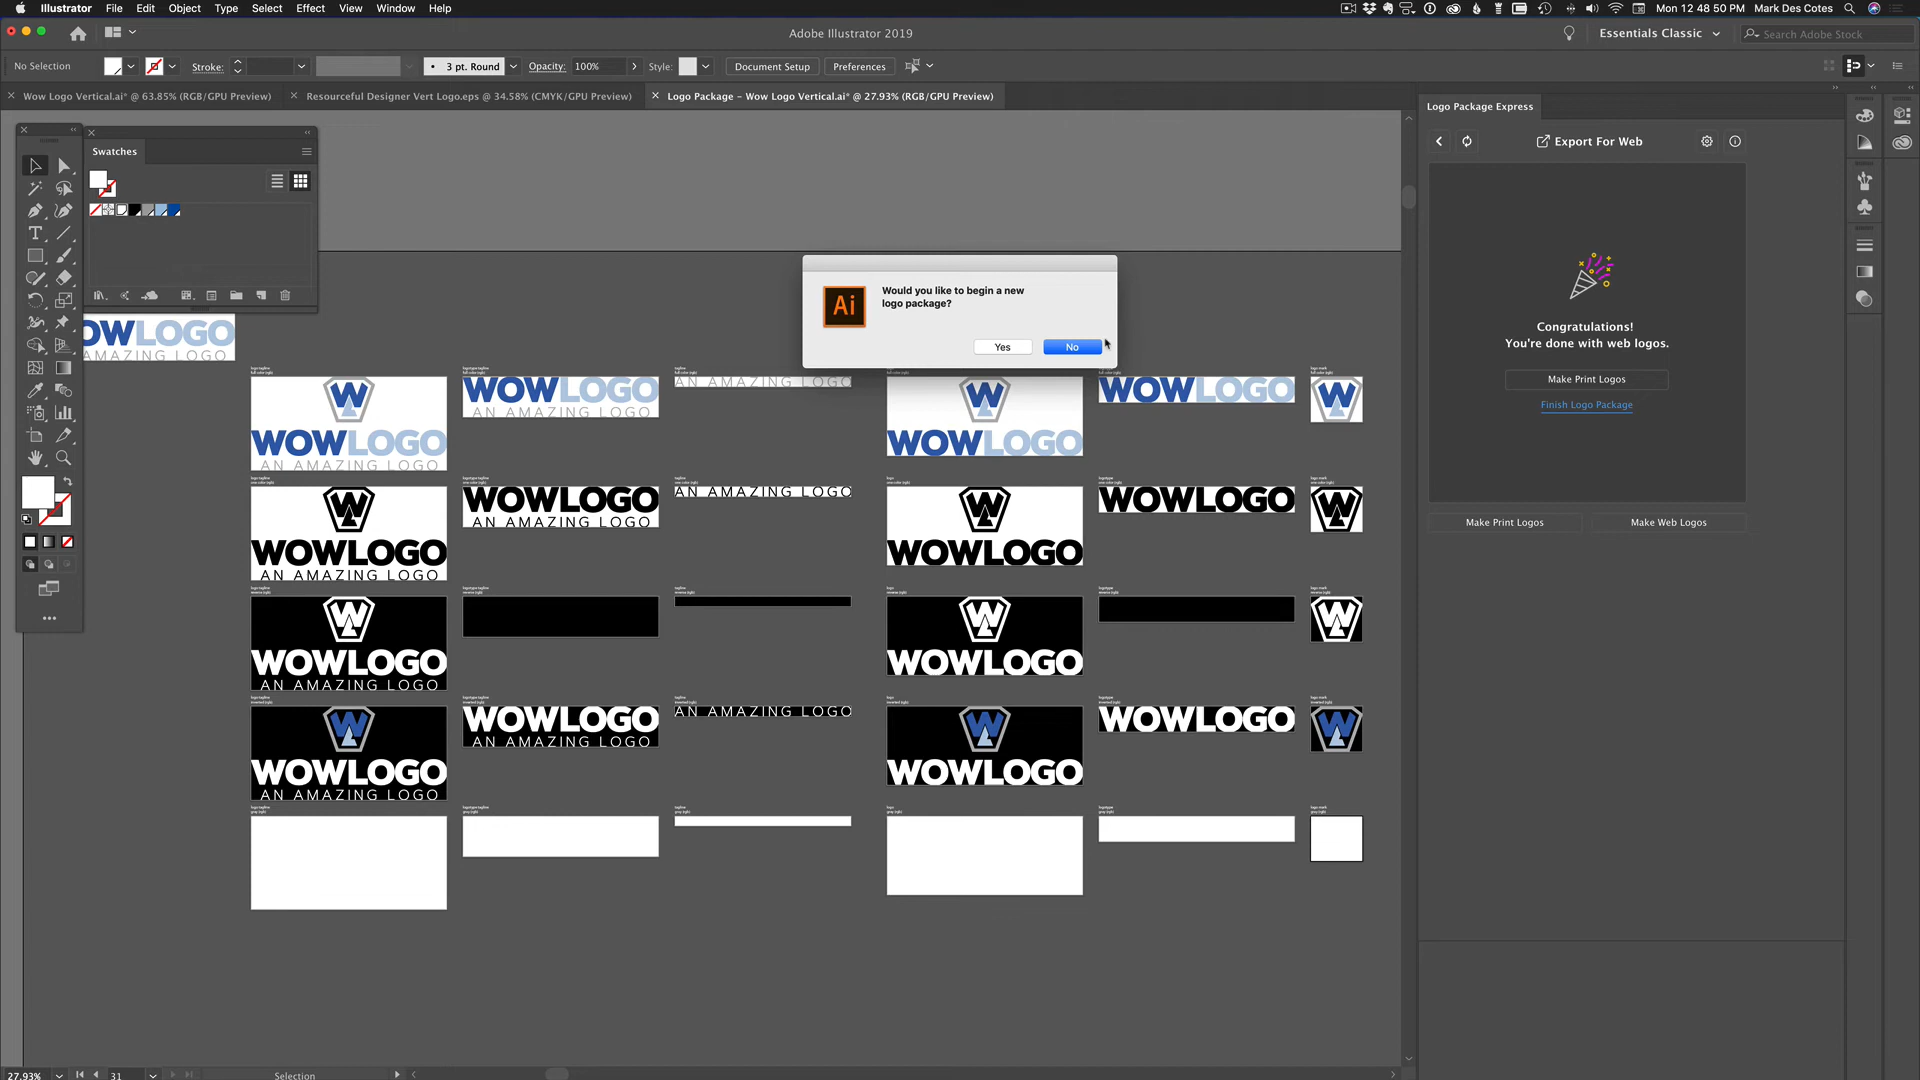 Illustrator File Edit Object Type Select Effect View Window Help
Mon 12 48 50 PM Mark Des Cotes
Adobe Illustrator 2019
Essentials Classic
Search Adobe Stock
No Selection
Stroke:
3 pt. Round
Opacity: 100%
Style:
Document Setup
Preferences
Wow Logo Vertical.ai* @ 63.85% (RGB/GPU Preview)
Resourceful Designer Vert Logo.eps @ 34.58% (CMYK/GPU Preview)
Logo Package – Wow Logo Vertical.ai* @ 27.93% (RGB/GPU Preview)
Logo Package Express
Swatches
Export For Web
Would you like to begin a new
logo package?
Ai
Yes
No
Congratulations!
You're done with web logos.
Make Print Logos
Finish Logo Package
Make Print Logos
Make Web Logos
OWLOGO
AN AMAZING LOGO
WOWLOGO
AN AMAZING LOGO
AN AMAZING LOGO
WOWLOGO
WOWLOGO
AN AMAZING LOGO
WOWLOGO
WOWLOGO
AN AMAZING LOGO
AN AMAZING LOGO
WOWLOGO
WOWLOGO
AN AMAZING LOGO
WOWLOGO
WOWLOGO
AN AMAZING LOGO
WOWLOGO
WOWLOGO
AN AMAZING LOGO
AN AMAZING LOGO
WOWLOGO
WOWLOGO
AN AMAZING LOGO
WOWLOGO
27.93%
31
Selection